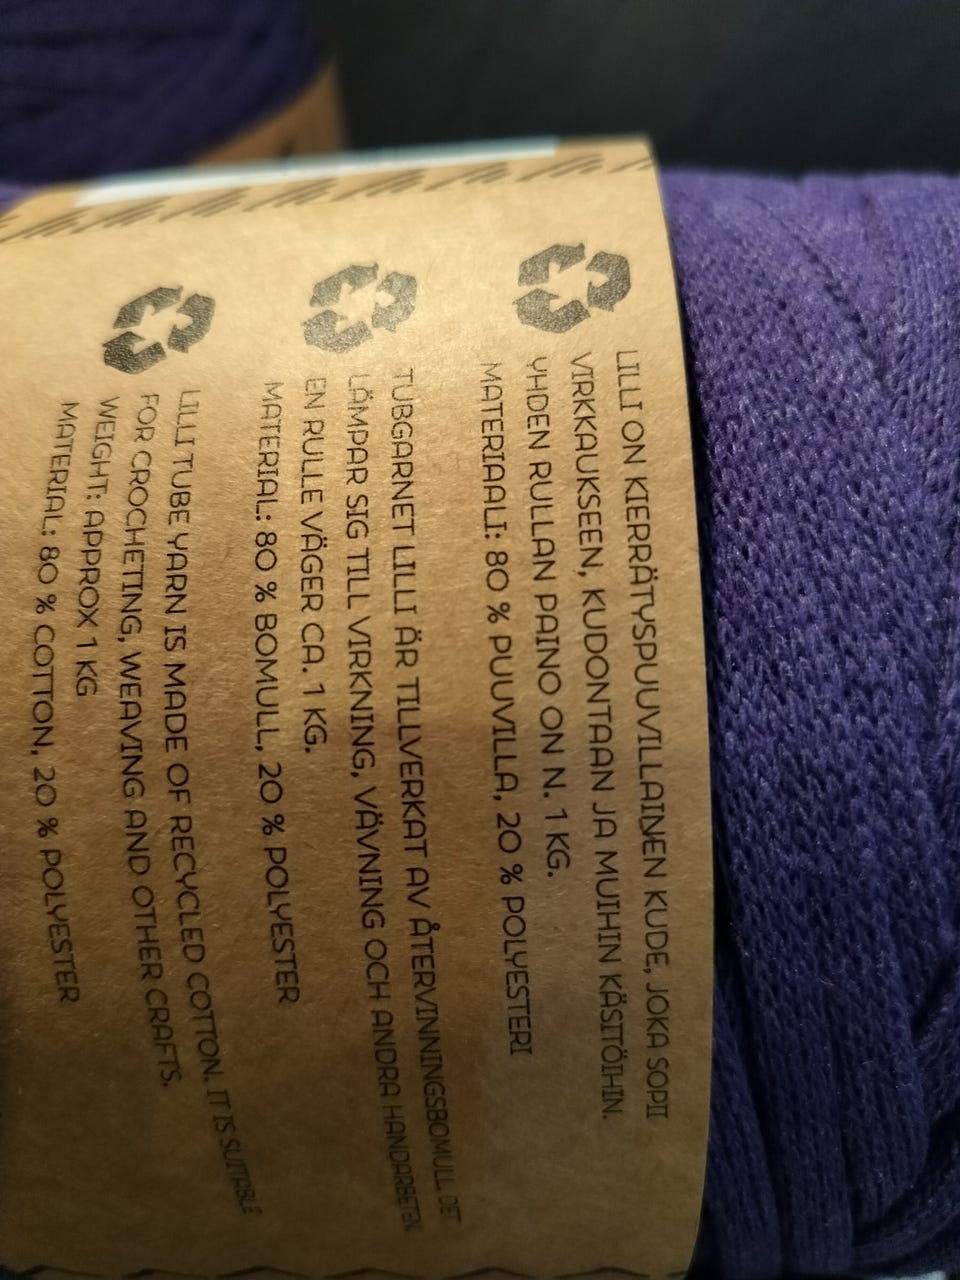 LILLI ON KIERRÄTYSPUUVILLAINEN KUDE, JOKA SOPII
VIRKKAUKSEEN, KUDONTAAN JA MUIHIN KÄSITÖIHIN.
YHDEN RULLAN PAINO ON N. 1 KG.
MATERIAALI: 80 % PUUVILLA, 20 % POLYESTERI
TUBGARNET LILLI ÄR TILLVERKAT AV ÅTERVINNINGSBOMULL. DET
LÄMPAR SIG TILL VIRKNING, VÄVNING OCH ANDRA HANDARBETEN.
EN RULLE VÄGER CA. 1 KG.
MATERIAL: 80 % BOMULL, 20 % POLYESTER
LILLI TUBE YARN IS MADE OF RECYCLED COTTON. IT IS SUITABLE
FOR CROCHETING, WEAVING AND OTHER CRAFTS.
WEIGHT: APPROX 1 KG
MATERIAL: 80 % COTTON, 20 % POLYESTER